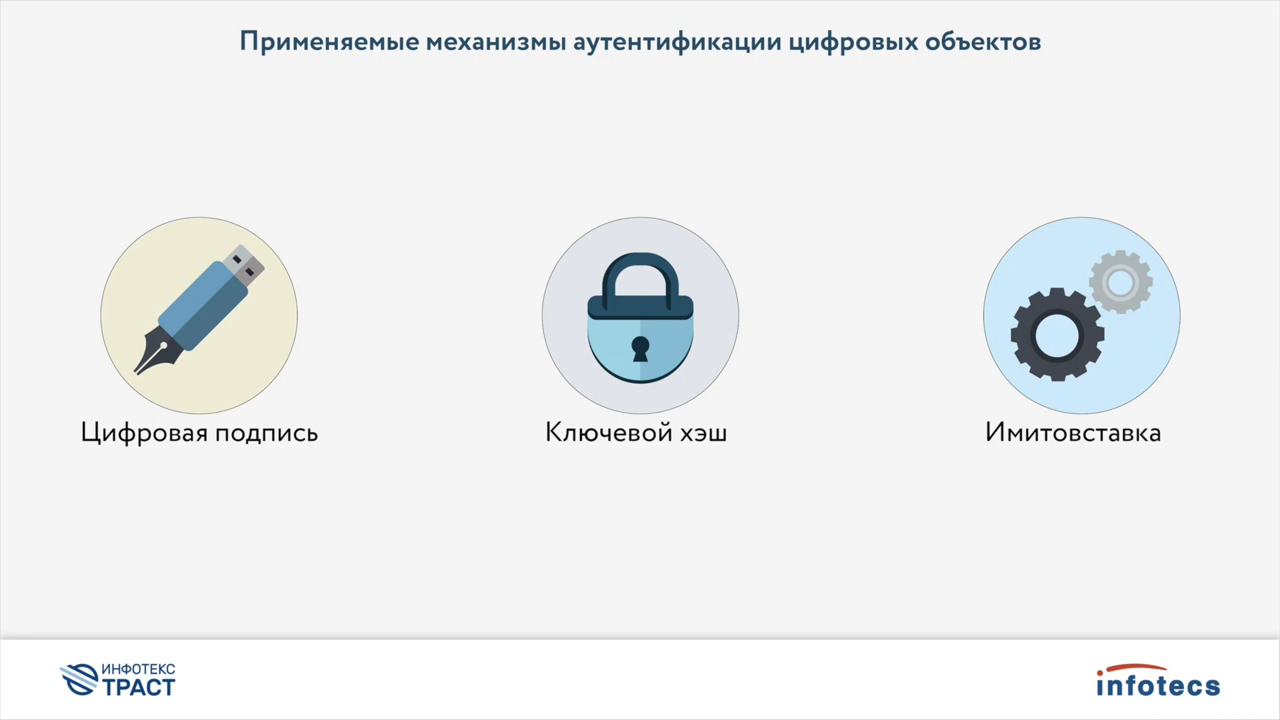 Применяемые механизмы аутентификации цифровых объектов
Цифровая подпись
Ключевой хэш
Имитовставка
ИНФОТЕКС
ТРАСТ
infotecs